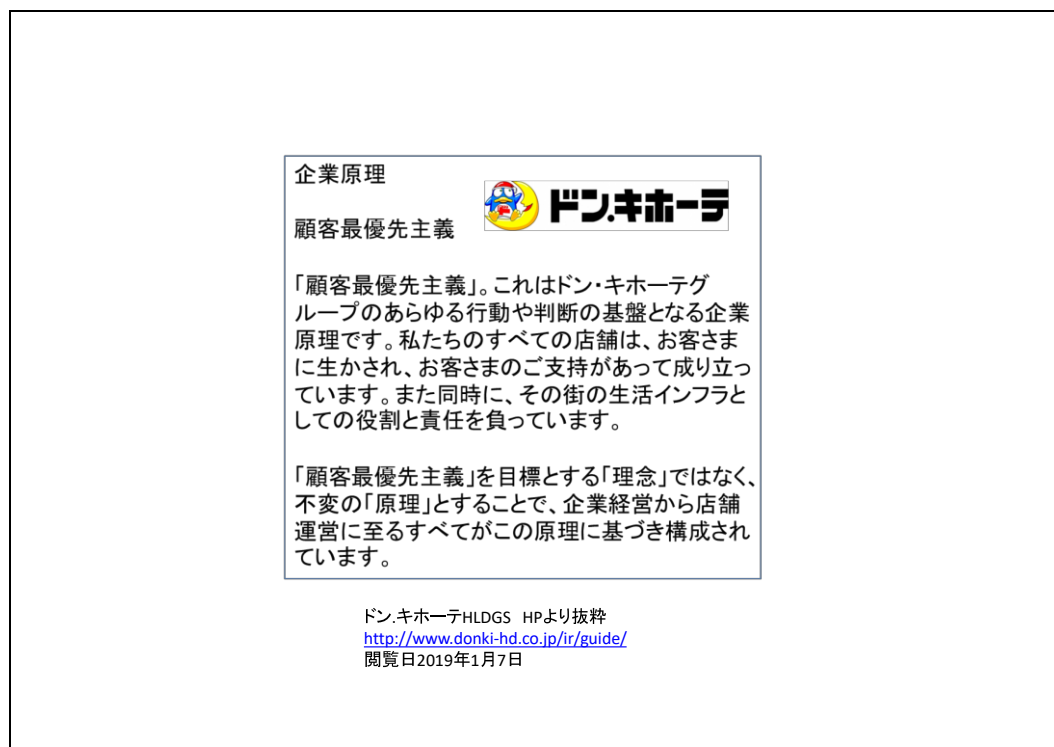 企業原理
ドン.キホーテ
顧客最優先主義
「顧客最優先主義」。これはドン・キホーテグ
ループのあらゆる行動や判断の基盤となる企業
原理です。私たちのすべての店舗は、お客さま
に生かされ、お客さまのご支持があって成り立っ
ています。また同時に、その街の生活インフラと
しての役割と責任を負っています。
「顧客最優先主義」を目標とする「理念」ではなく、
不変の「原理」とすることで、企業経営から店舗
運営に至るすべてがこの原理に基づき構成され
ています。
ドン.キホーテHLDGS HPより抜粋
http://www.donki-hd.co.jp/ir/guide/
閲覧日2019年1月7日